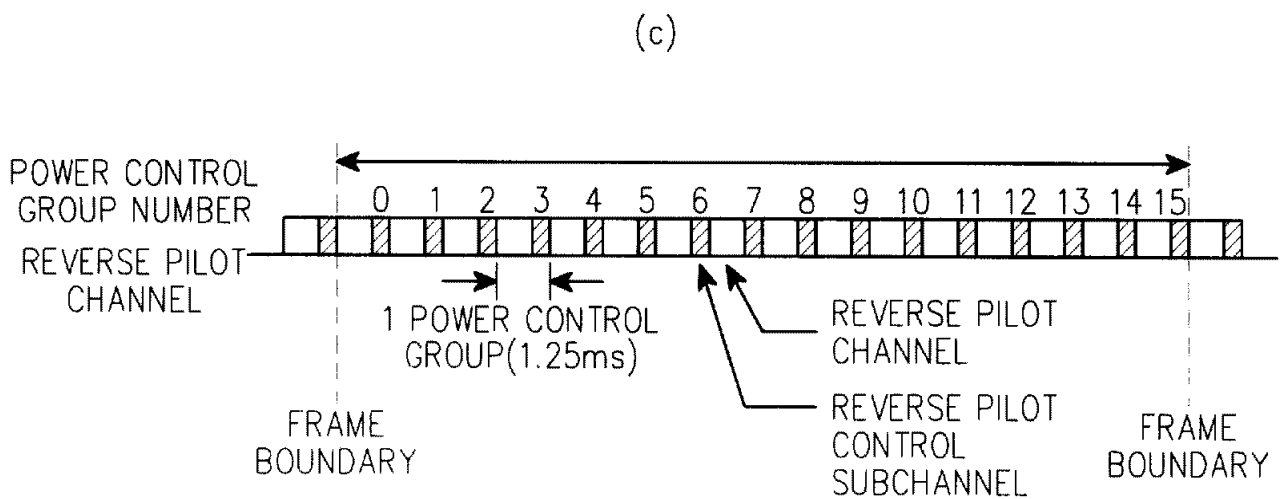 (c)
POWER CONTROL
GROUP NUMBER
0 1 2 3 4 5 6 7 8 9 10 11 12 13 14 15
REVERSE PILOT
CHANNEL
1 POWER CONTROL
GROUP(1.25ms)
REVERSE PILOT
CHANNEL
REVERSE PILOT
CONTROL
SUBCHANNEL
FRAME
BOUNDARY
FRAME
BOUNDARY